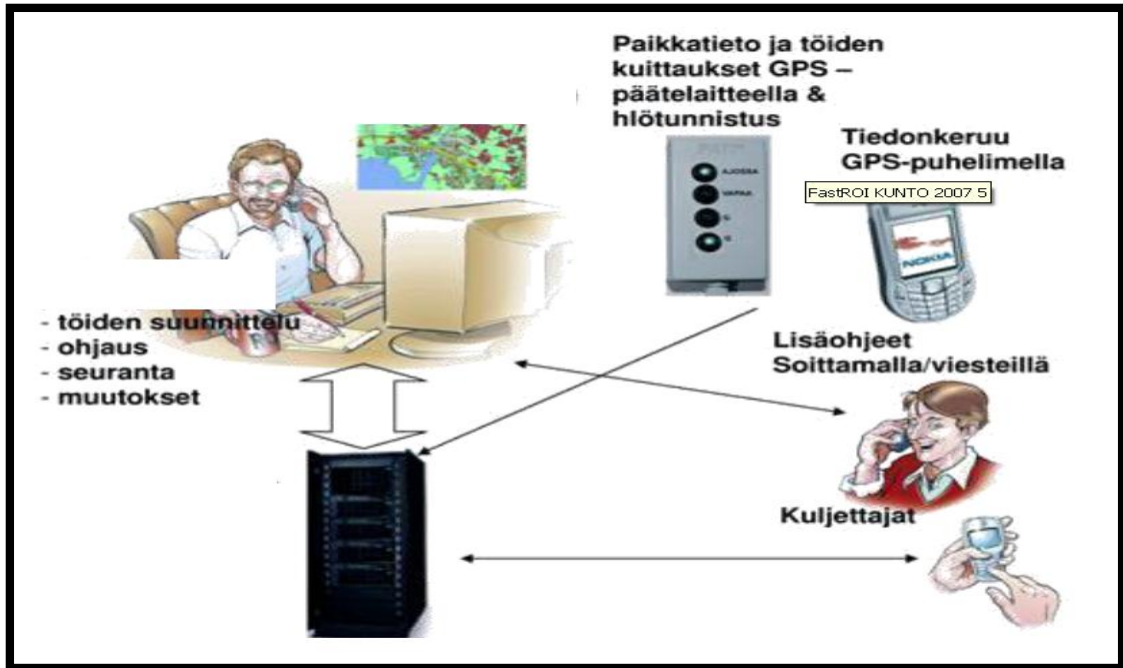 Paikkatieto ja töiden
kuittaukset GPS –
päätelaitteella &
hlötunnistus
AJOSSA
VAPAA
Tiedonkeruu
GPS-puhelimella
FastROI KUNTO 2007 5
NOKIA
- töiden suunnittelu
- ohjaus
- seuranta
- muutokset
Lisäohjeet
Soittamalla/viesteillä
Kuljettajat